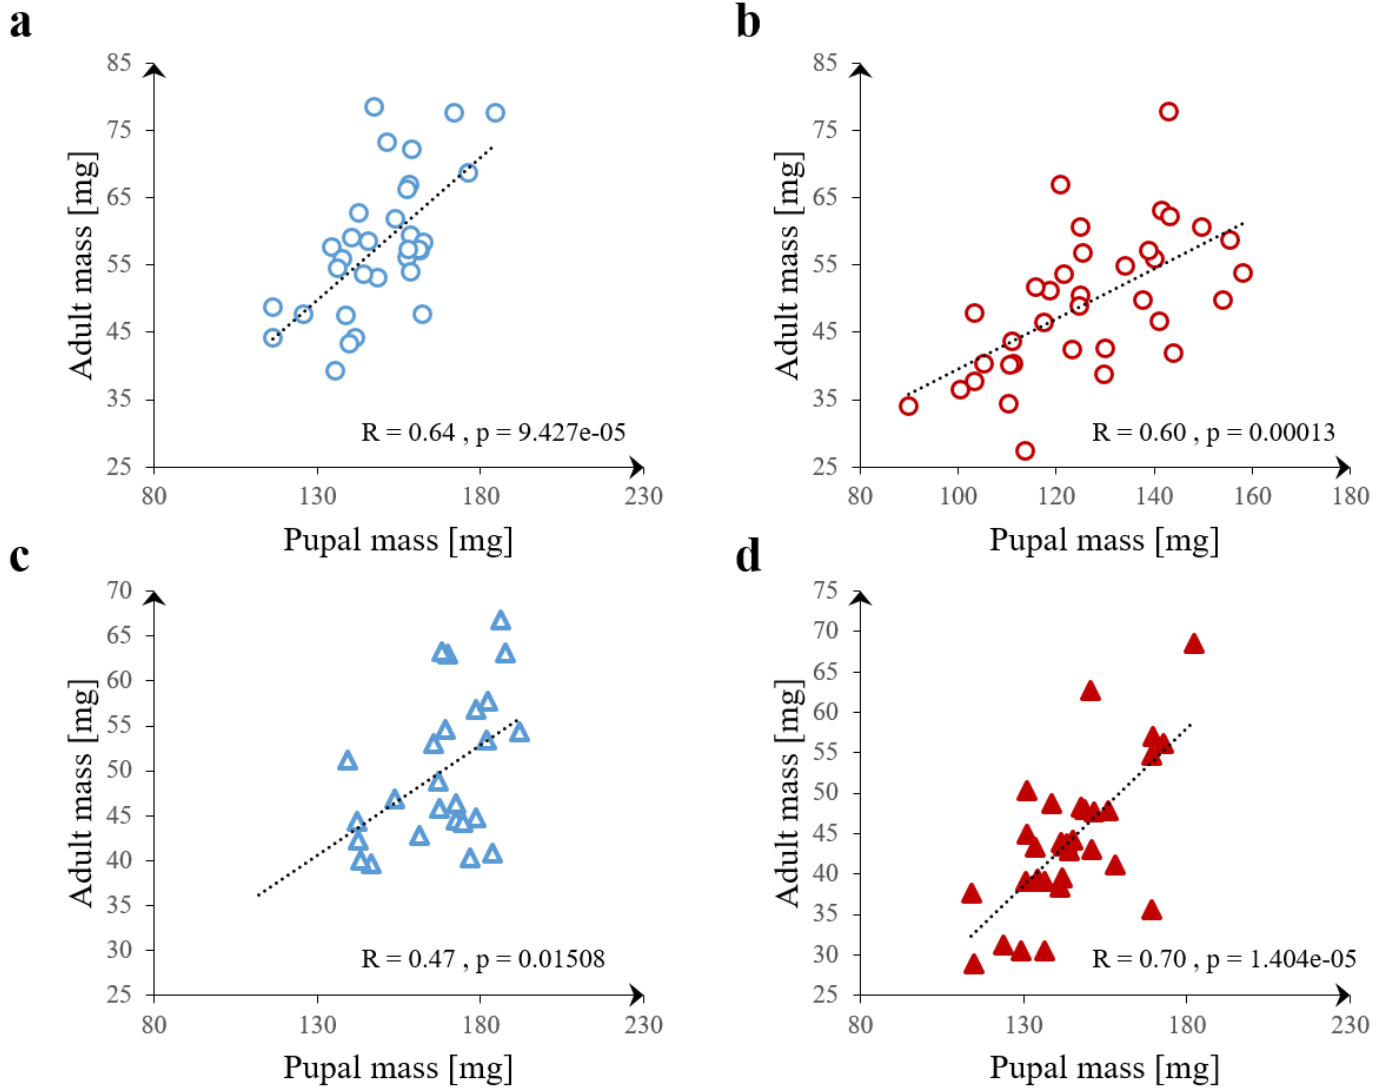 a
85
75
65
55
45
35
25
Adult mass [mg]
R = 0.64 , p = 9.427e-05
80 130 180 230
Pupal mass [mg]
b
85
75
65
55
45
35
25
Adult mass [mg]
R = 0.60 , p = 0.00013
80 100 120 140 160 180
Pupal mass [mg]
c
70
65
60
55
50
45
40
35
30
25
Adult mass [mg]
R = 0.47 , p = 0.01508
80 130 180 230
Pupal mass [mg]
d
75
70
65
60
55
50
45
40
35
30
25
Adult mass [mg]
R = 0.70 , p = 1.404e-05
80 130 180 230
Pupal mass [mg]